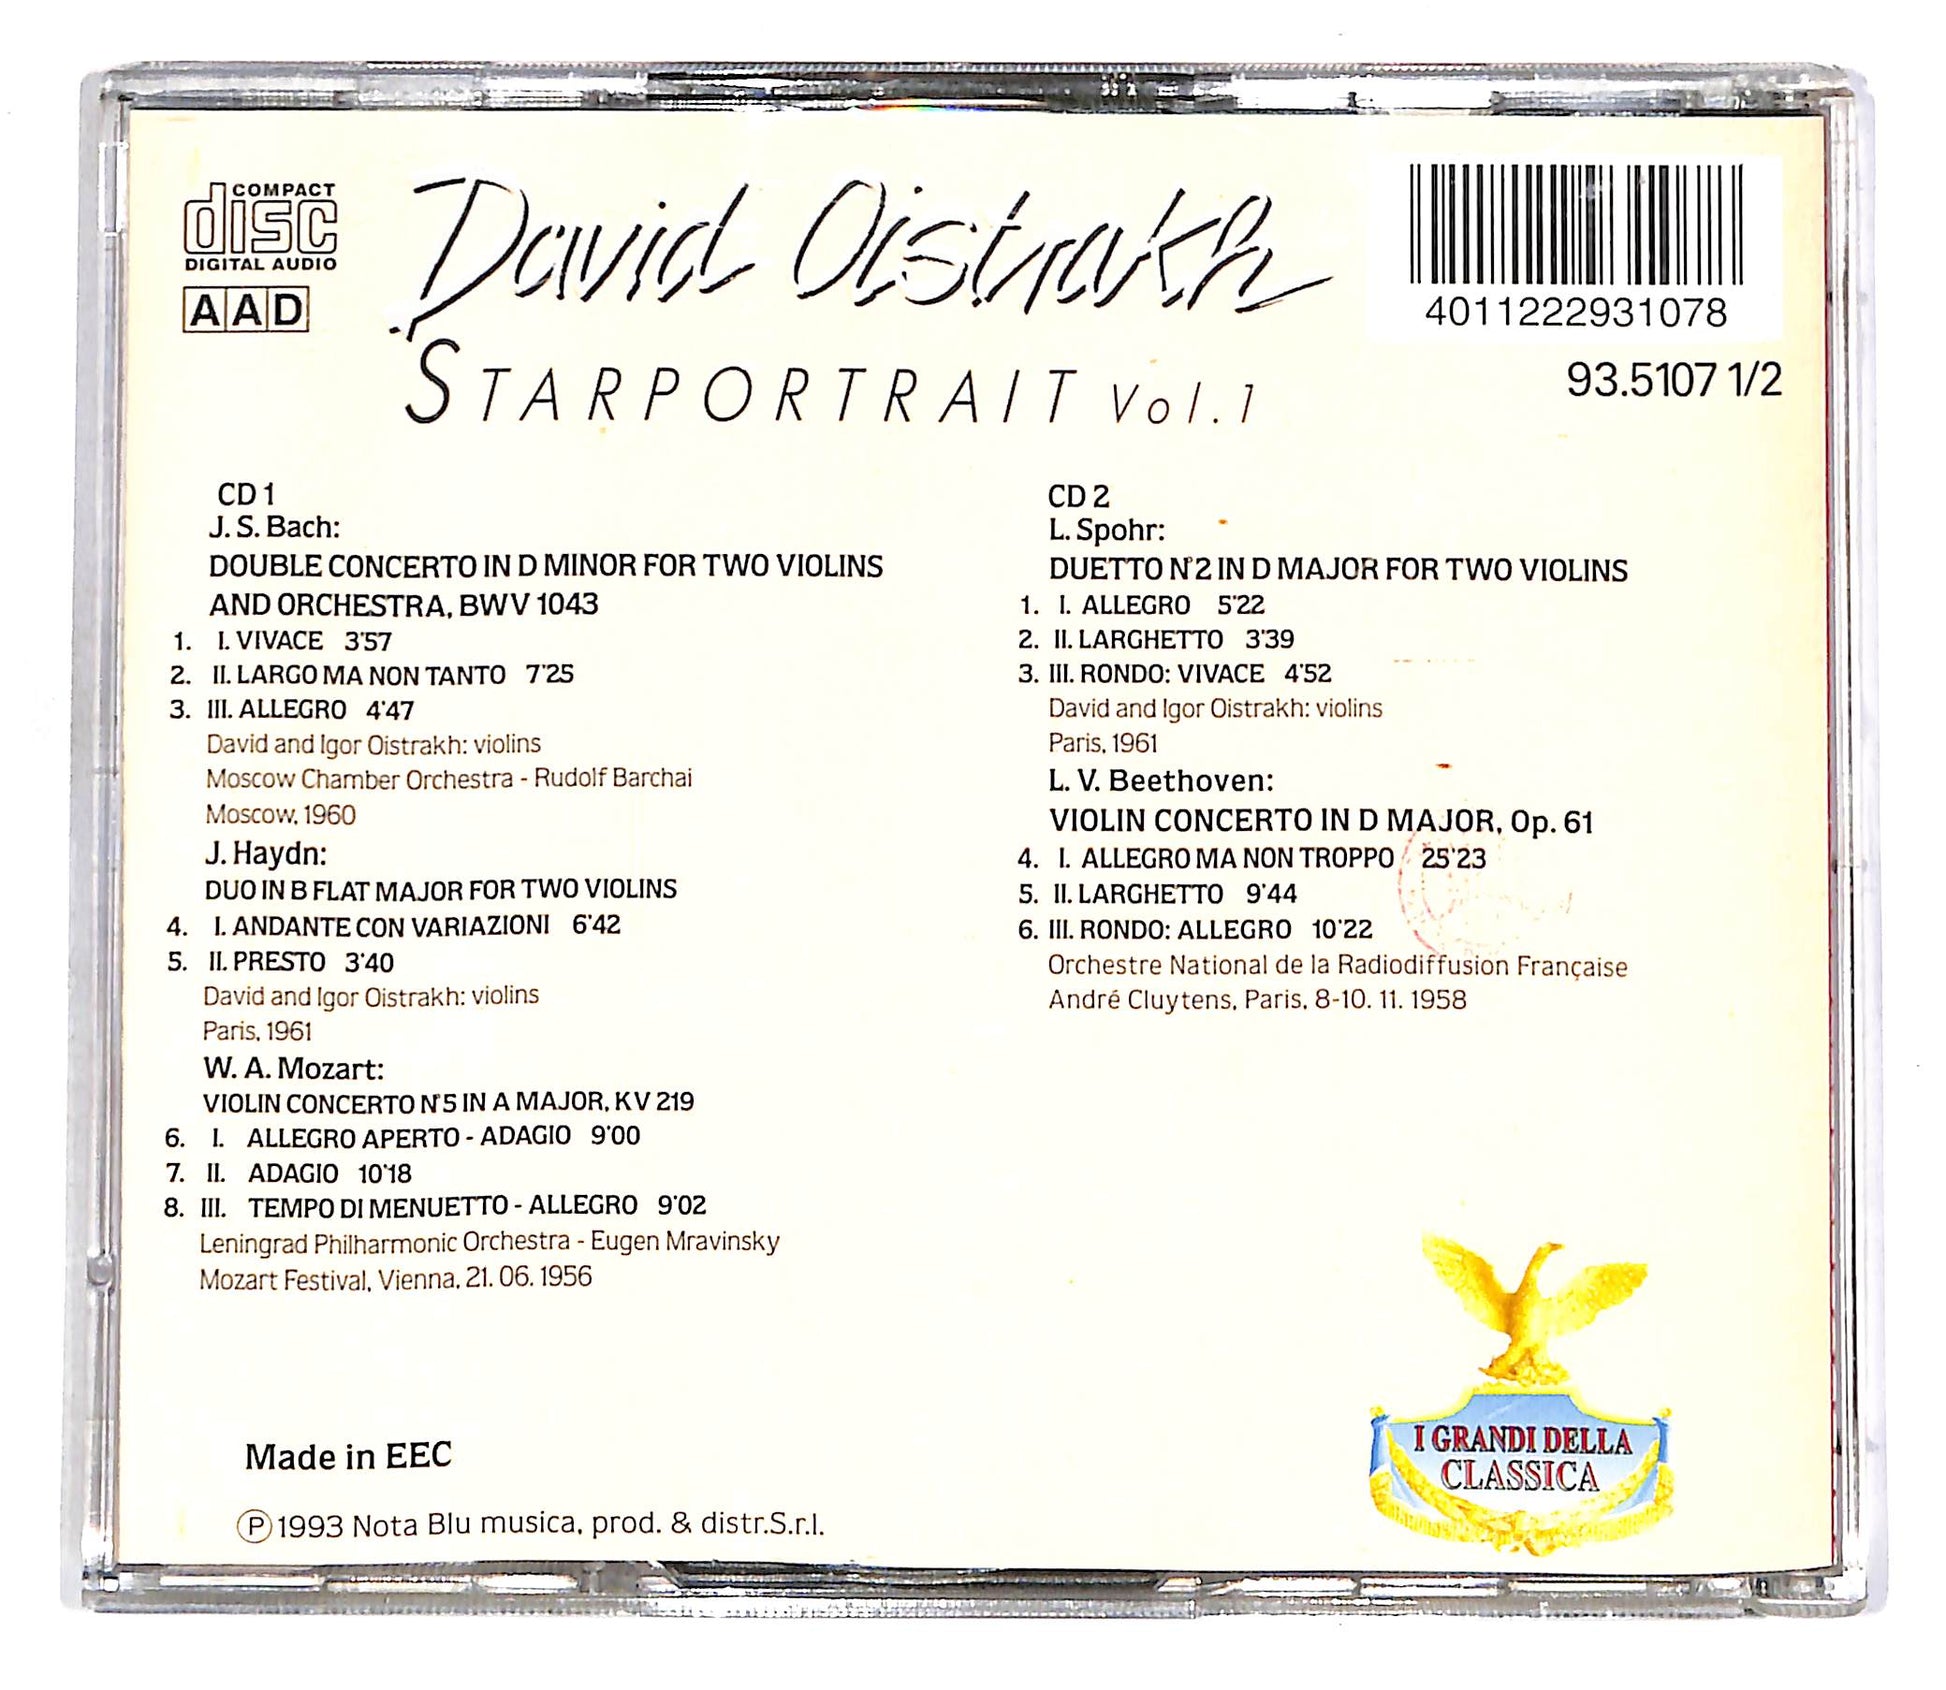 COMPACT
disc
DIGITAL AUDIO
AAD
David Oistrakh
STARPORTRAIT Vol.1
4011222931078
93.5107 1/2
CD 1
J. S. Bach:
DOUBLE CONCERTO IN D MINOR FOR TWO VIOLINS
AND ORCHESTRA, BWV 1043
1. I. VIVACE 3'57
2. II. LARGO MA NON TANTO 7'25
3. III. ALLEGRO 4'47
David and Igor Oistrakh: violins
Moscow Chamber Orchestra - Rudolf Barchai
Moscow, 1960
J. Haydn:
DUO IN B FLAT MAJOR FOR TWO VIOLINS
4. I. ANDANTE CON VARIAZIONI 6'42
5. II. PRESTO 3'40
David and Igor Oistrakh: violins
Paris, 1961
W. A. Mozart:
VIOLIN CONCERTO N°5 IN A MAJOR, KV 219
6. I. ALLEGRO APERTO - ADAGIO 9'00
7. II. ADAGIO 10'18
8. III. TEMPO DI MENUETTO - ALLEGRO 9'02
Leningrad Philharmonic Orchestra - Eugen Mravinsky
Mozart Festival, Vienna, 21. 06. 1956
CD 2
L. Spohr:
DUETTO N°2 IN D MAJOR FOR TWO VIOLINS
1. I. ALLEGRO 5'22
2. II. LARGHETTO 3'39
3. III. RONDO: VIVACE 4'52
David and Igor Oistrakh: violins
Paris, 1961
L. V. Beethoven:
VIOLIN CONCERTO IN D MAJOR, Op. 61
4. I. ALLEGRO MA NON TROPPO 25'23
5. II. LARGHETTO 9'44
6. III. RONDO: ALLEGRO 10'22
Orchestre National de la Radiodiffusion Française
André Cluytens, Paris, 8-10. 11. 1958
Made in EEC
Ⓟ 1993 Nota Blu musica, prod. & distr.S.r.l.
I GRANDI DELLA
CLASSICA